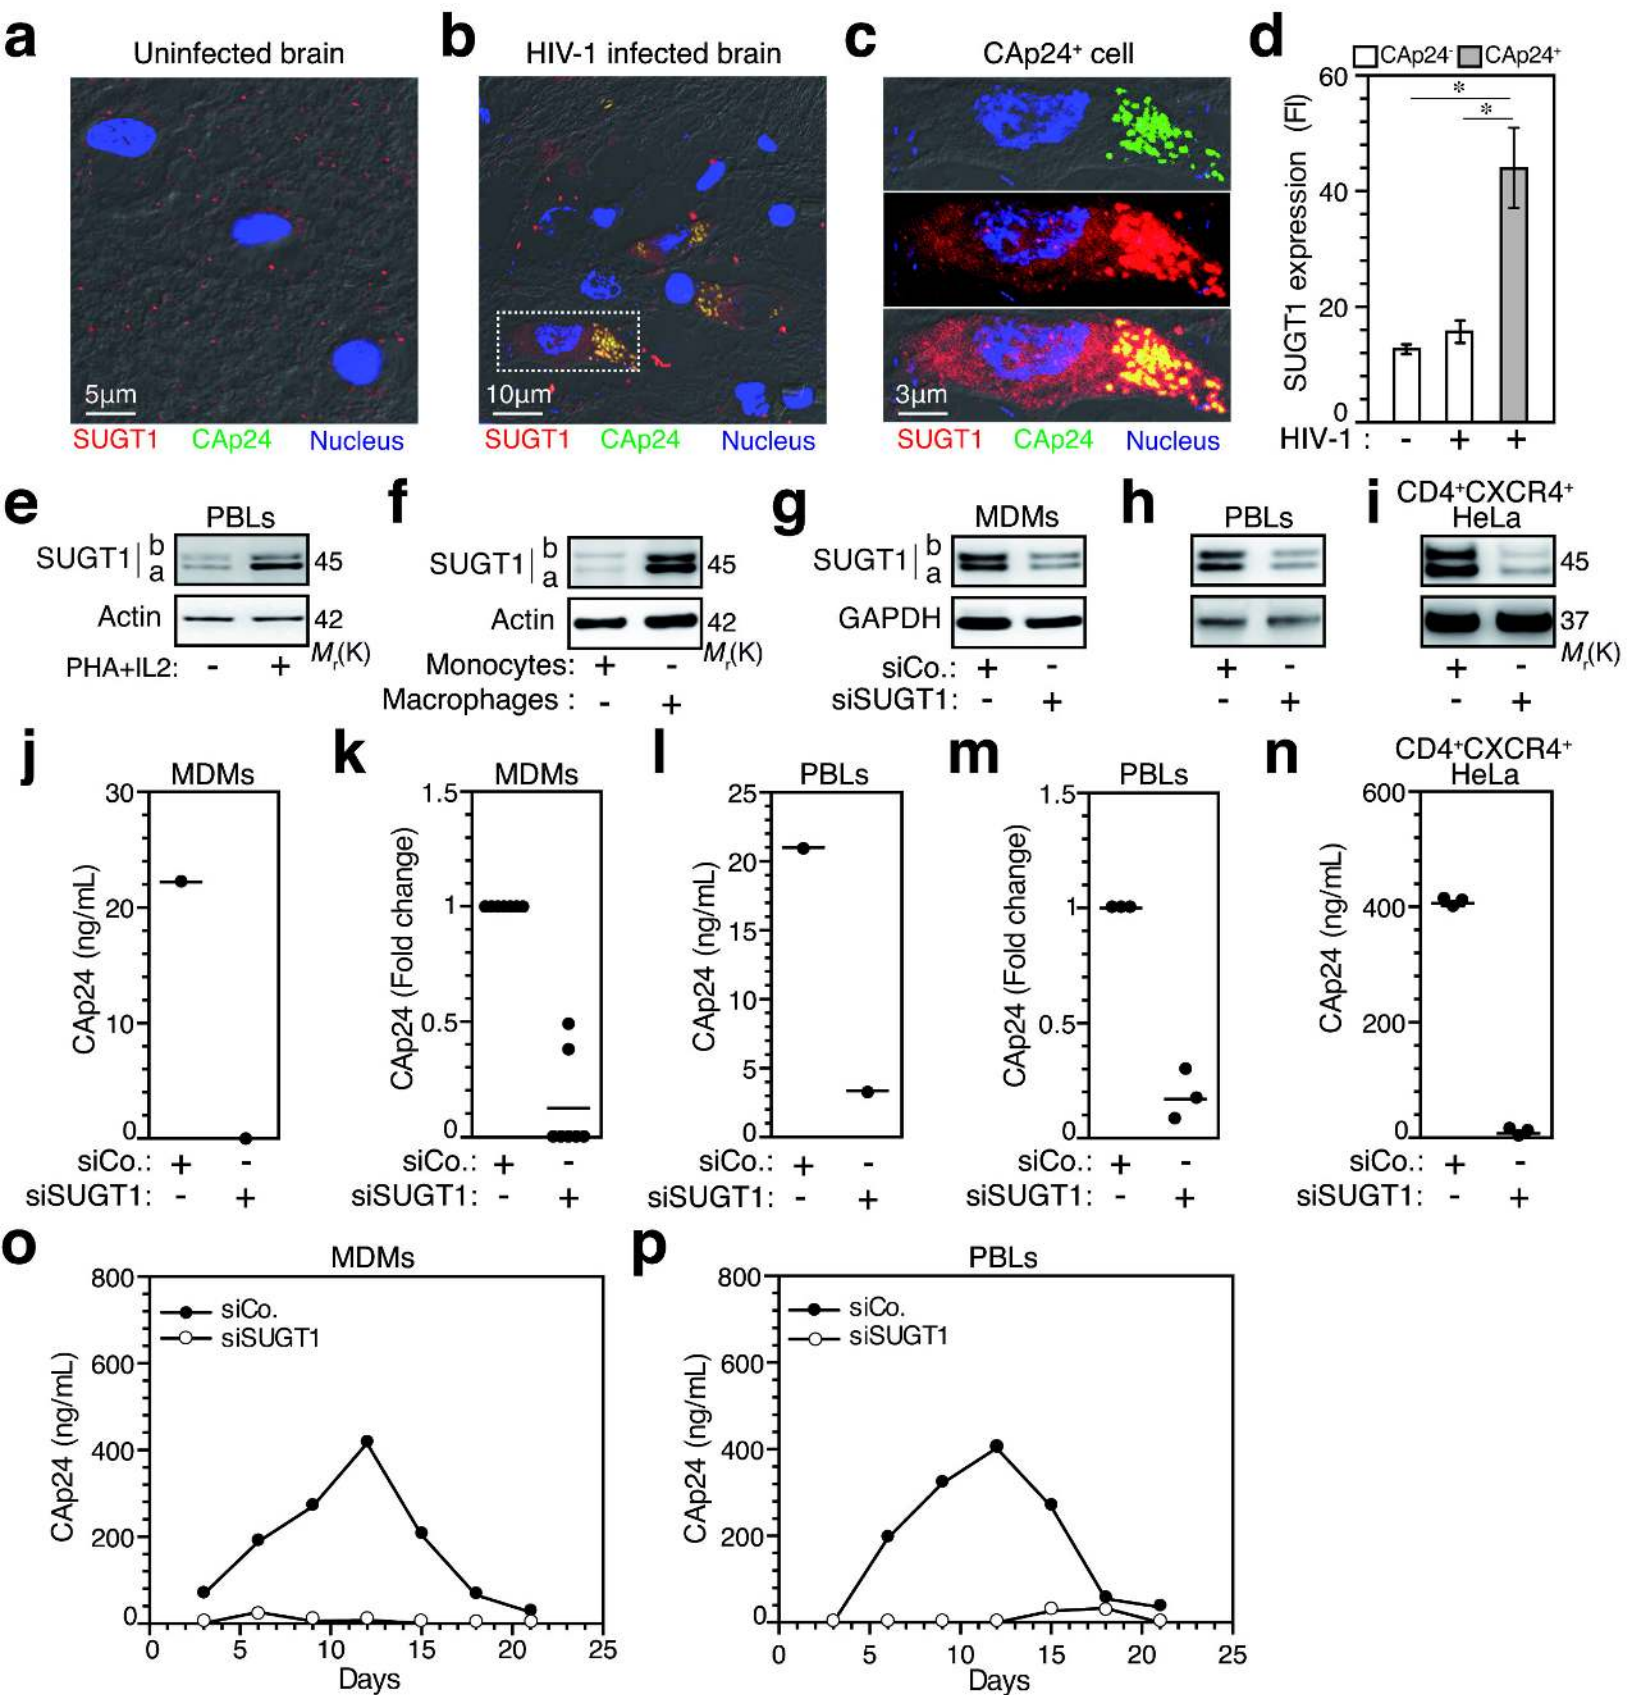 a
Uninfected brain
5µm
SUGT1 CAp24 Nucleus
b
HIV-1 infected brain
10µm
SUGT1 CAp24 Nucleus
c
CAp24⁺ cell
3µm
SUGT1 CAp24 Nucleus
d
CAp24⁻ CAp24⁺
SUGT1 expression (FI)
60
40
20
0
* 
*
HIV-1 : - + +
e
PBLs
SUGT1 b
a
45
Actin 42
Mr(K)
PHA+IL2: - +
f
SUGT1 b
a
45
Actin 42
Mr(K)
Monocytes: + -
Macrophages : - +
g
MDMs
SUGT1 b
a
GAPDH
siCo.: + -
siSUGT1: - +
h
PBLs
+ -
- +
i
CD4⁺CXCR4⁺
HeLa
45
37
Mr(K)
+ -
- +
j
MDMs
CAp24 (ng/mL)
30
20
10
0
siCo.: + -
siSUGT1: - +
k
MDMs
CAp24 (Fold change)
1.5
1
0.5
0
siCo.: + -
siSUGT1: - +
l
PBLs
CAp24 (ng/mL)
25
20
15
10
5
0
siCo.: + -
siSUGT1: - +
m
PBLs
CAp24 (Fold change)
1.5
1
0.5
0
siCo.: + -
siSUGT1: - +
n
CD4⁺CXCR4⁺
HeLa
CAp24 (ng/mL)
600
400
200
0
siCo.: + -
siSUGT1: - +
o
MDMs
siCo.
siSUGT1
CAp24 (ng/mL)
800
600
400
200
0
0 5 10 15 20 25
Days
p
PBLs
siCo.
siSUGT1
CAp24 (ng/mL)
800
600
400
200
0
0 5 10 15 20 25
Days